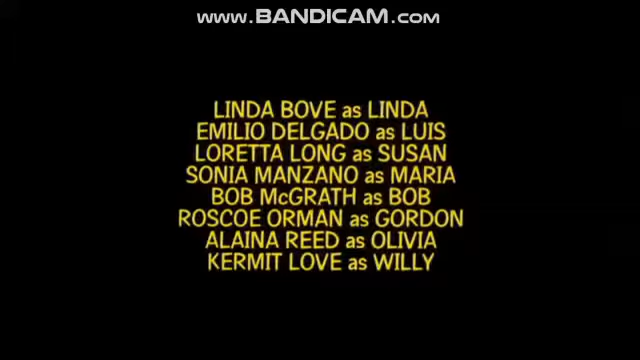 www.BANDICAM.com
LINDA BOVE as LINDA
EMILIO DELGADO as LUIS
LORETTA LONG as SUSAN
SONIA MANZANO as MARIA
BOB McGRATH as BOB
ROSCOE ORMAN as GORDON
ALAINA REED as OLIVIA
KERMIT LOVE as WILLY